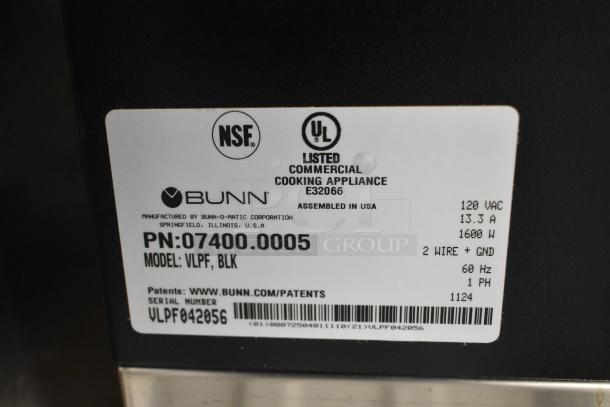 NSF®
UL
LISTED
COMMERCIAL
COOKING APPLIANCE
E32066
ASSEMBLED IN USA
BUNN®
MANUFACTURED BY BUNN-O-MATIC CORPORATION
SPRINGFIELD, ILLINOIS, U.S.A
PN:07400.0005
MODEL: VLPF, BLK
120 VAC
13.3 A
1600 W
2 WIRE + GND
60 Hz
1 PH
1124
Patents: WWW.BUNN.COM/PATENTS
SERIAL NUMBER
VLPF042056
(01)00072504011110(21)VLPF042056
GROUP